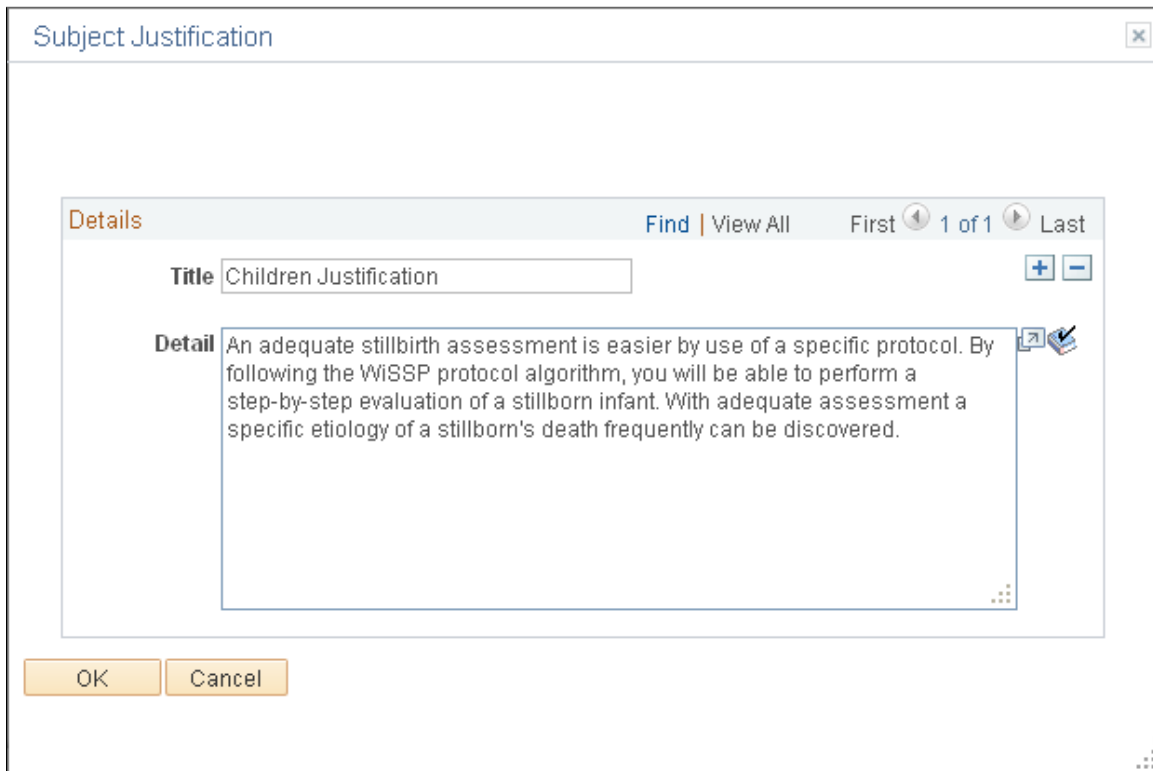 Subject Justification
Details
Find | View All First 1 of 1 Last
Title Children Justification
Detail An adequate stillbirth assessment is easier by use of a specific protocol. By
following the WiSSP protocol algorithm, you will be able to perform a
step-by-step evaluation of a stillborn infant. With adequate assessment a
specific etiology of a stillborn's death frequently can be discovered.
OK Cancel